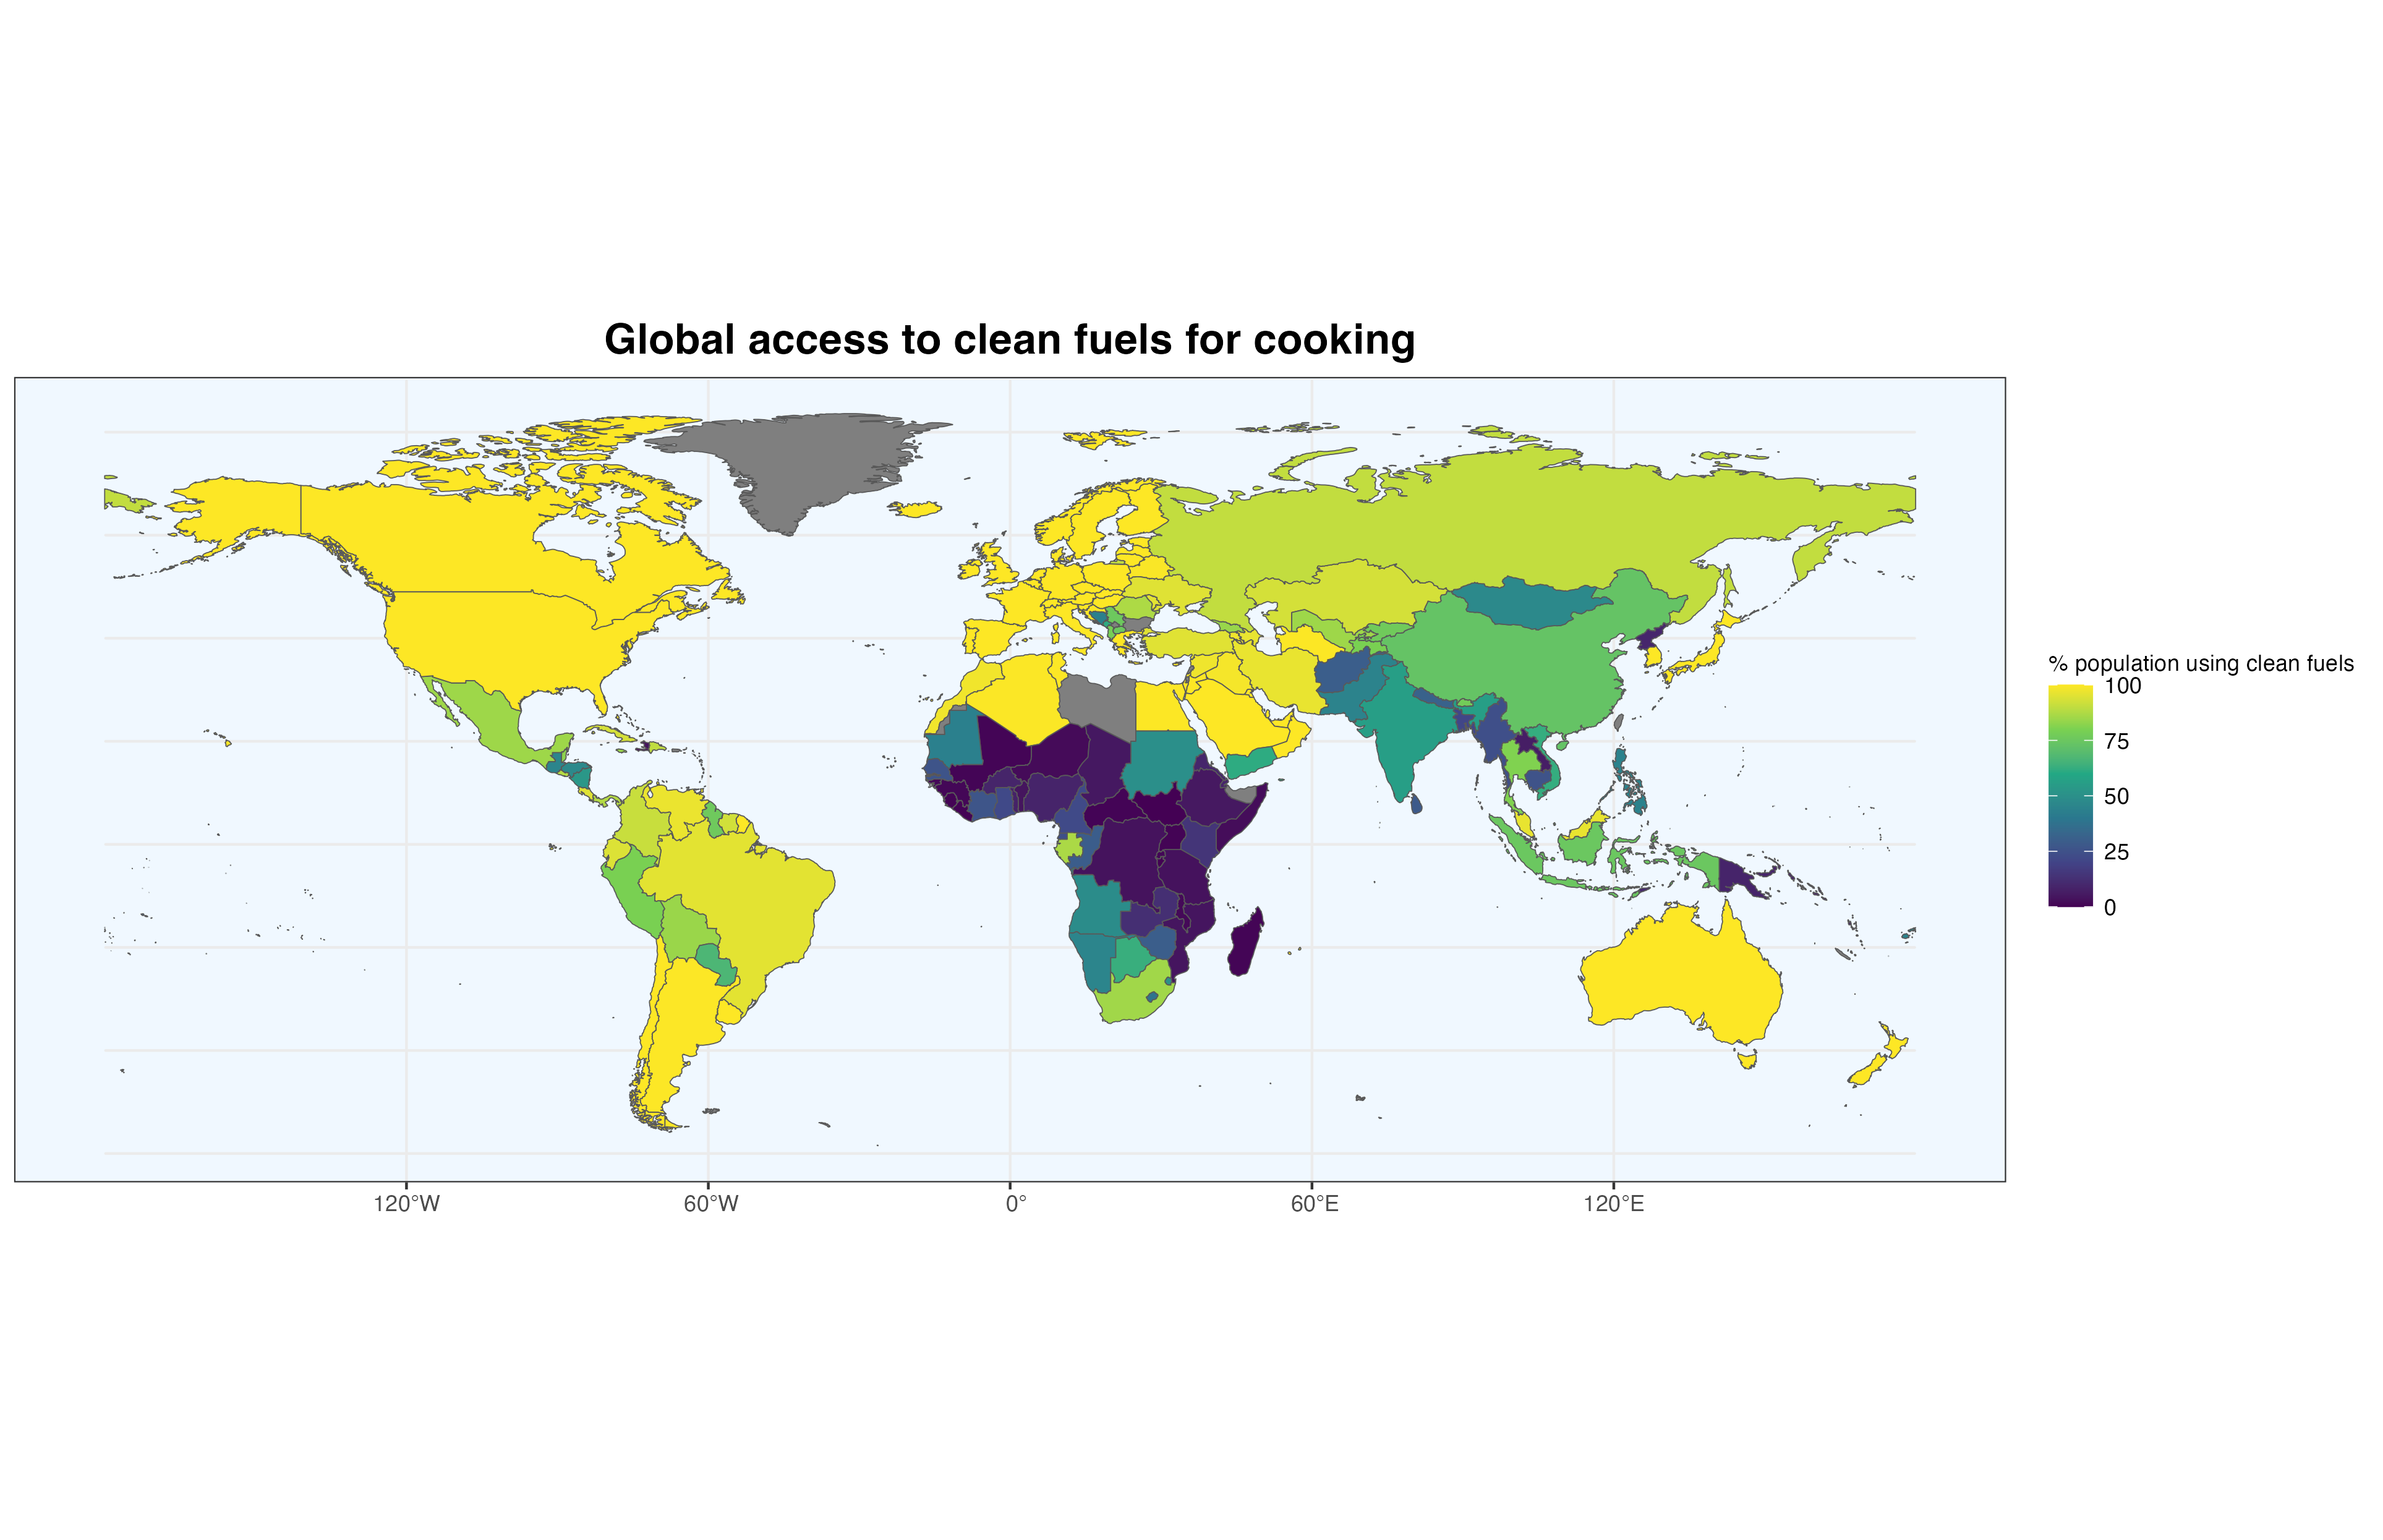 Global access to clean fuels for cooking
% population using clean fuels
100
75
50
25
0
120°W
60°W
0°
60°E
120°E